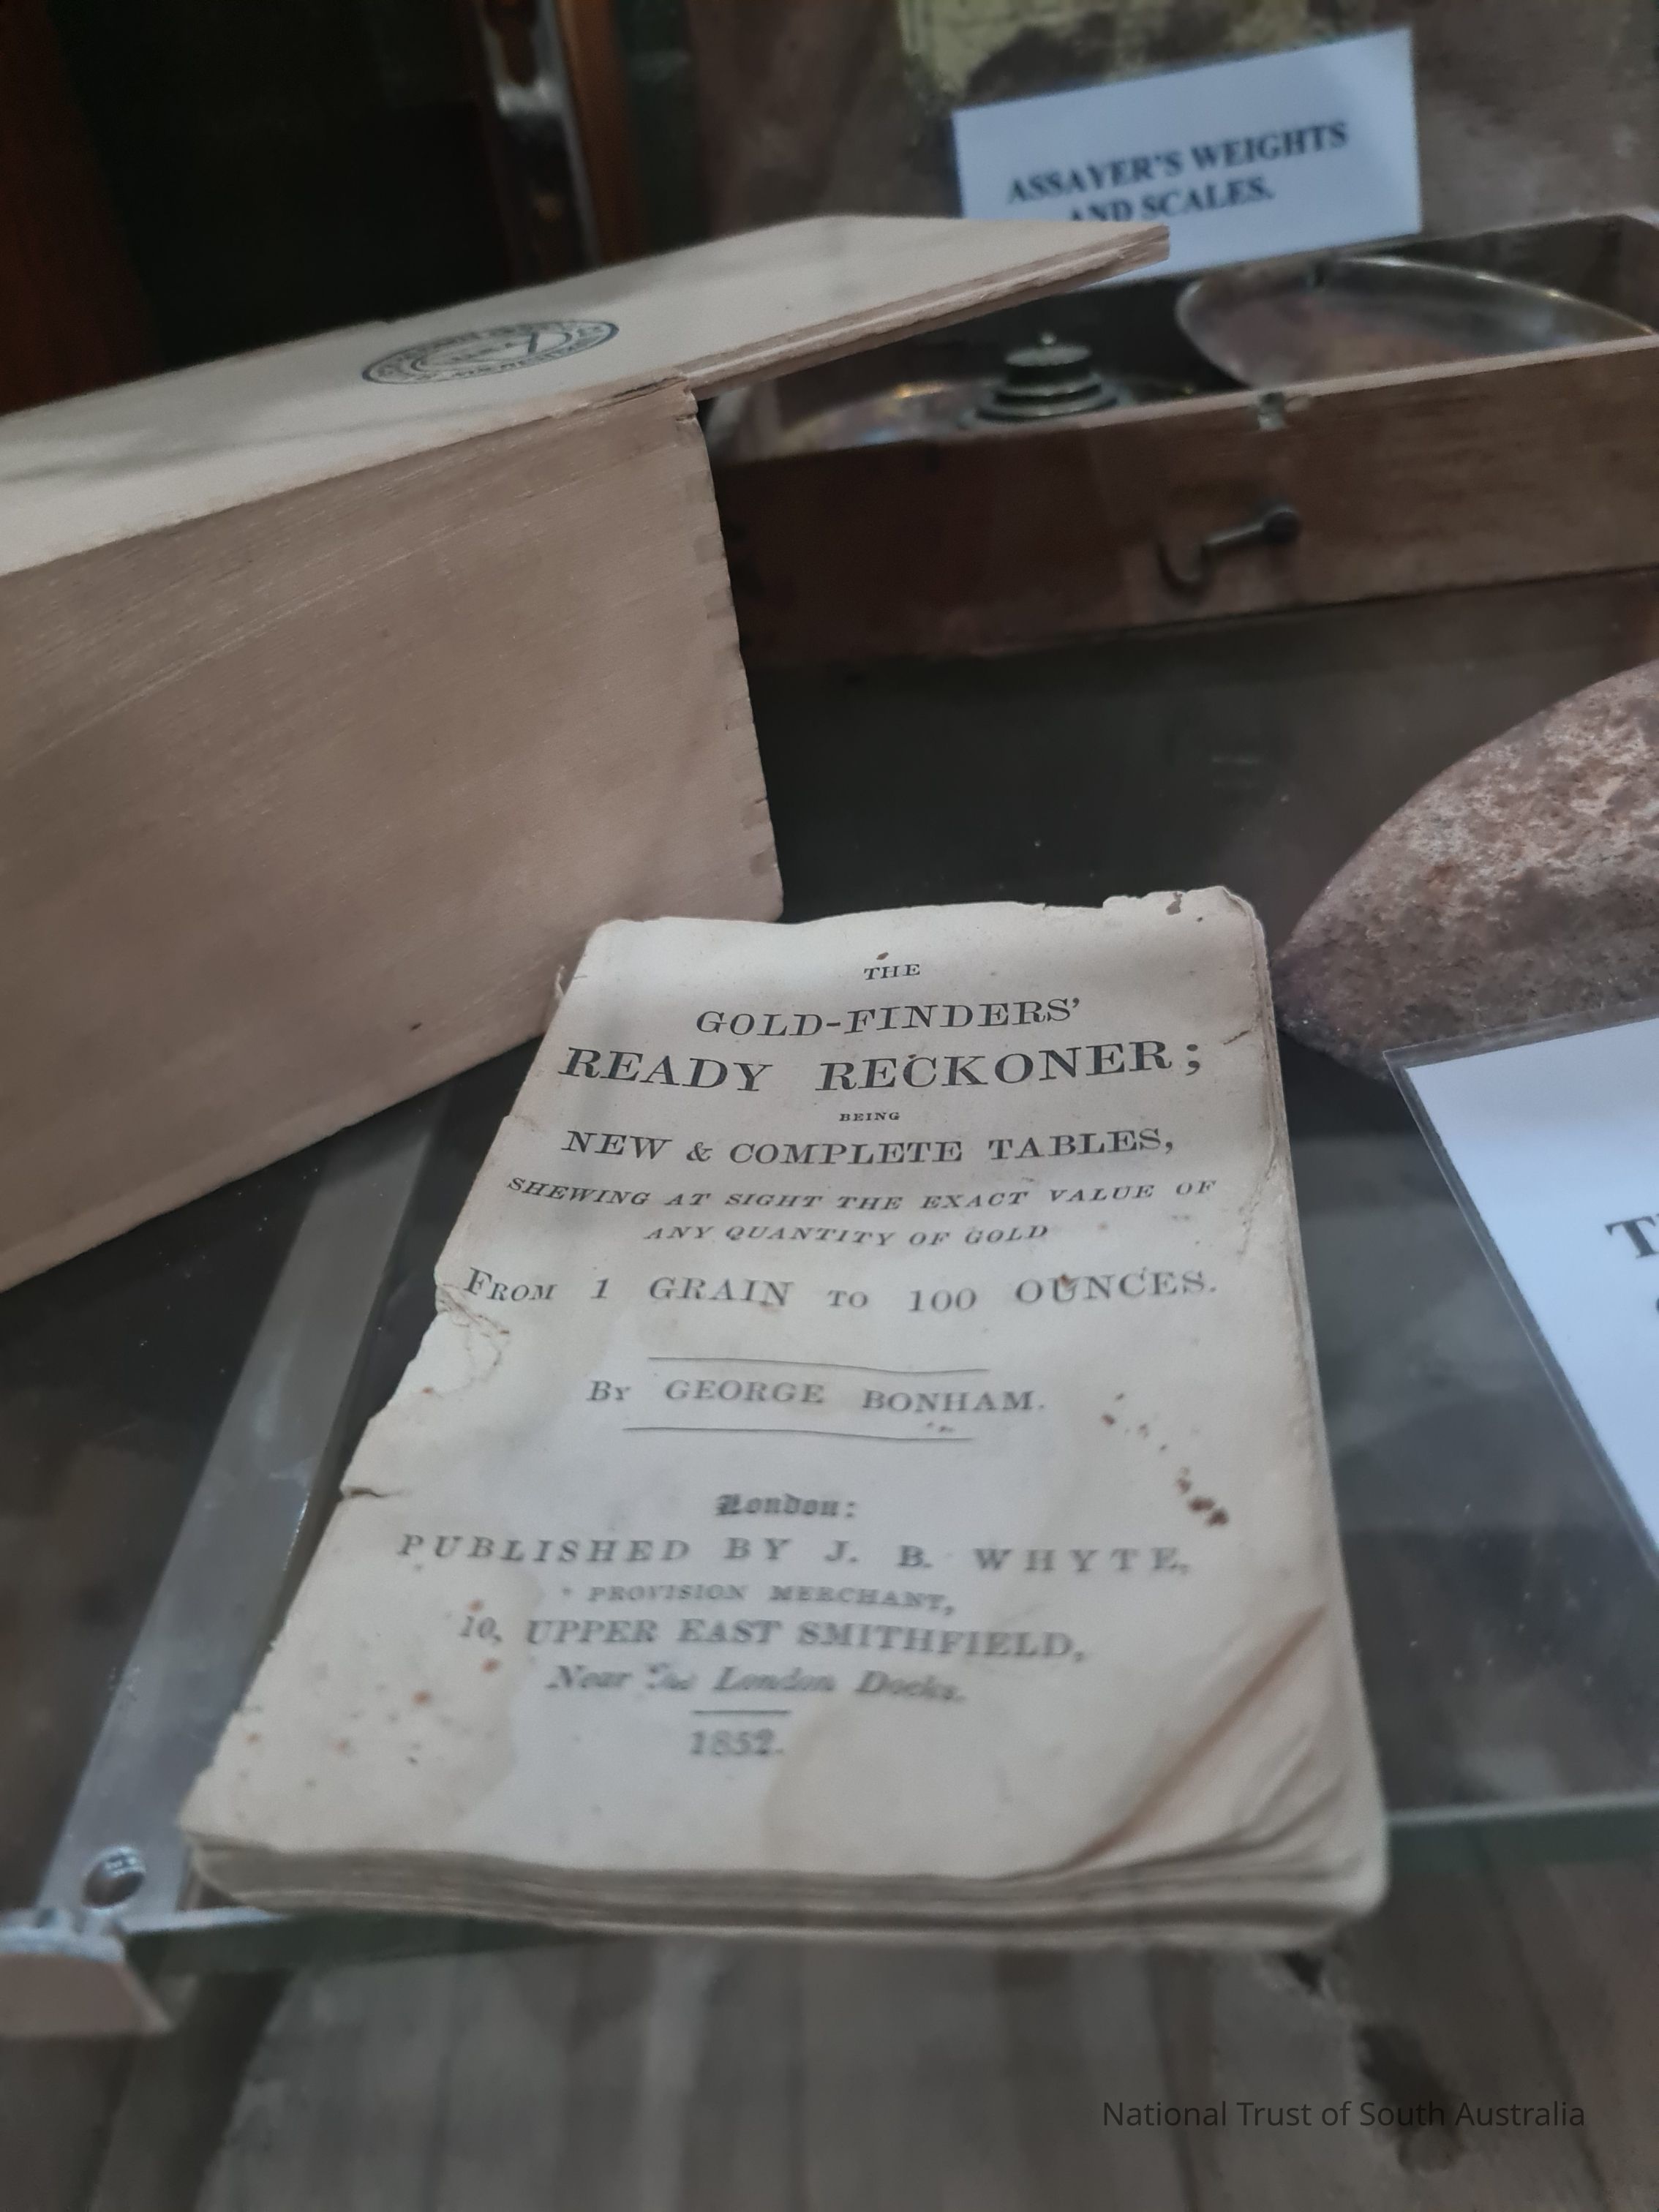 ASSAYER'S WEIGHTS
AND SCALES.
THE
GOLD-FINDERS'
READY RECKONER;
BEING
NEW & COMPLETE TABLES,
SHEWING AT SIGHT THE EXACT VALUE OF
ANY QUANTITY OF GOLD
FROM 1 GRAIN TO 100 OUNCES.
BY GEORGE BONHAM.
London:
PUBLISHED BY J. B. WHYTE,
PROVISION MERCHANT,
10, UPPER EAST SMITHFIELD,
Near the London Docks.
1852.
National Trust of South Australia